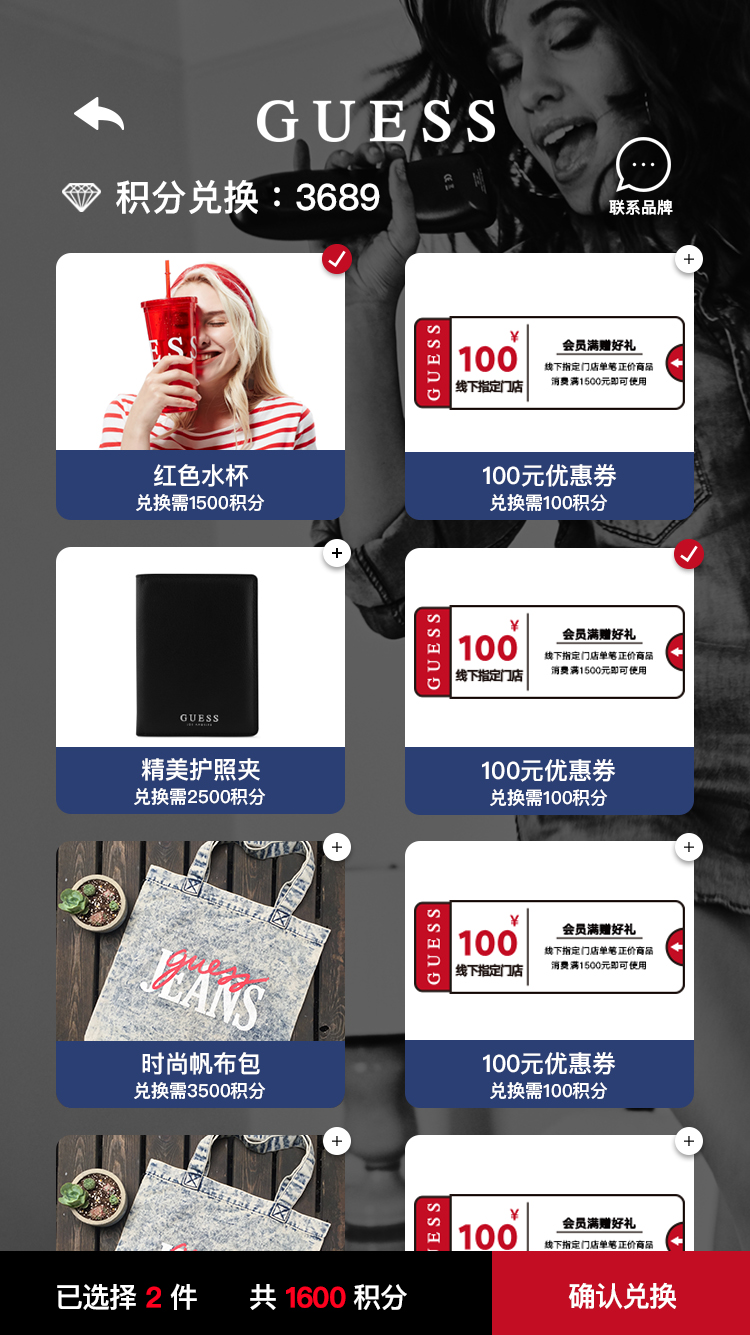 GUESS
积分兑换：3689
联系品牌
ESS
红色水杯
兑换需1500积分
GUESS
¥
100
线下指定门店
会员满赠好礼
线下指定门店单笔正价商品
消费满1500元即可使用
100元优惠券
兑换需100积分
GUESS
精美护照夹
兑换需2500积分
GUESS
¥
100
线下指定门店
会员满赠好礼
线下指定门店单笔正价商品
消费满1500元即可使用
100元优惠券
兑换需100积分
guess
JEANS
时尚帆布包
兑换需3500积分
GUESS
¥
100
线下指定门店
会员满赠好礼
线下指定门店单笔正价商品
消费满1500元即可使用
100元优惠券
兑换需100积分
ESS
¥
100
会员满赠好礼
线下指定门店单笔正价商品
已选择 2 件
共 1600 积分
确认兑换